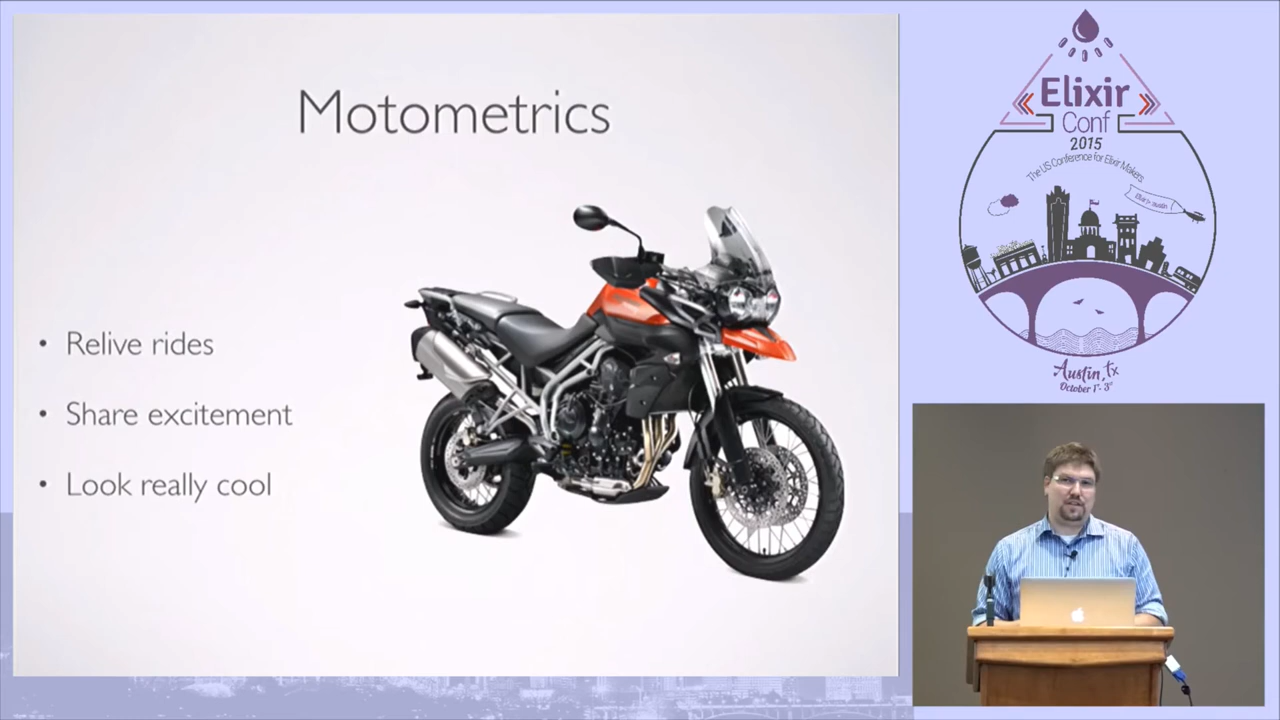 Motometrics
• Relive rides
• Share excitement
• Look really cool
Elixir
Conf
2015
The US Conference for Elixir Makers
Austin, Tx
October 1st - 3rd